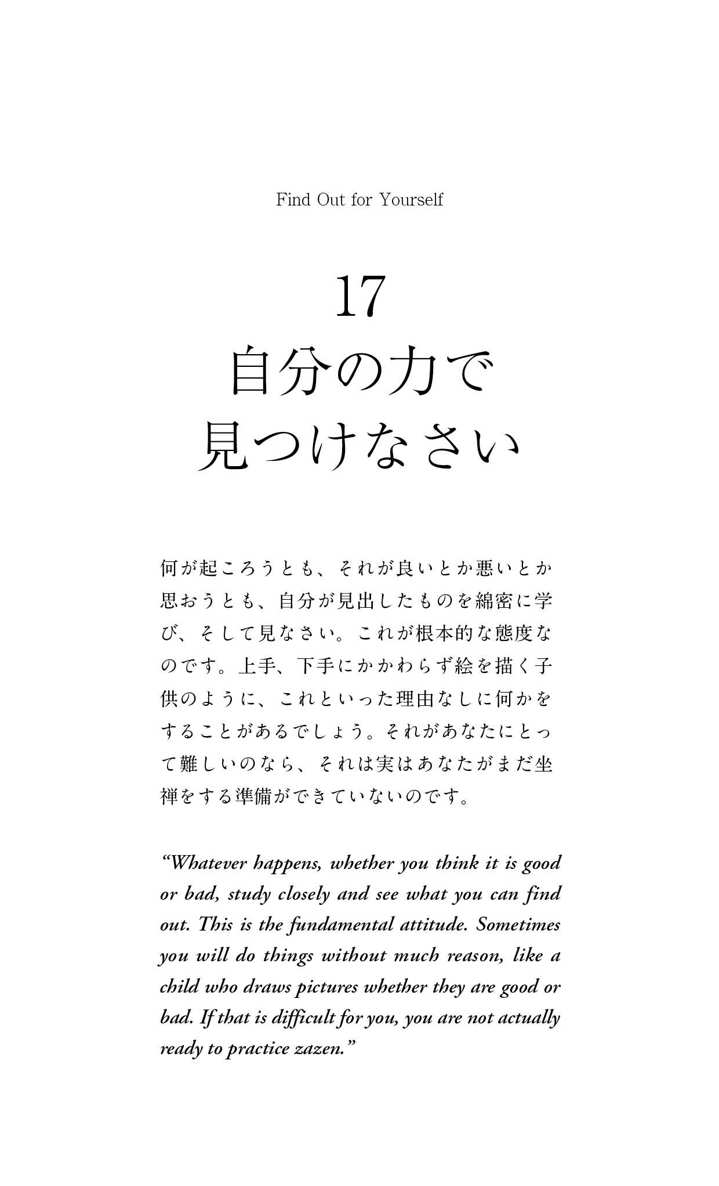 Find Out for Yourself
17
自分の力で
見つけなさい
何が起ころうとも、それが良いとか悪いとか
思おうとも、自分が見出したものを綿密に学
び、そして見なさい。これが根本的な態度な
のです。上手、下手にかかわらず絵を描く子
供のように、これといった理由なしに何かを
することがあるでしょう。それがあなたにとっ
て難しいのなら、それは実はあなたがまだ坐
禅をする準備ができていないのです。
“Whatever happens, whether you think it is good
or bad, study closely and see what you can find
out. This is the fundamental attitude. Sometimes
you will do things without much reason, like a
child who draws pictures whether they are good or
bad. If that is difficult for you, you are not actually
ready to practice zazen.”